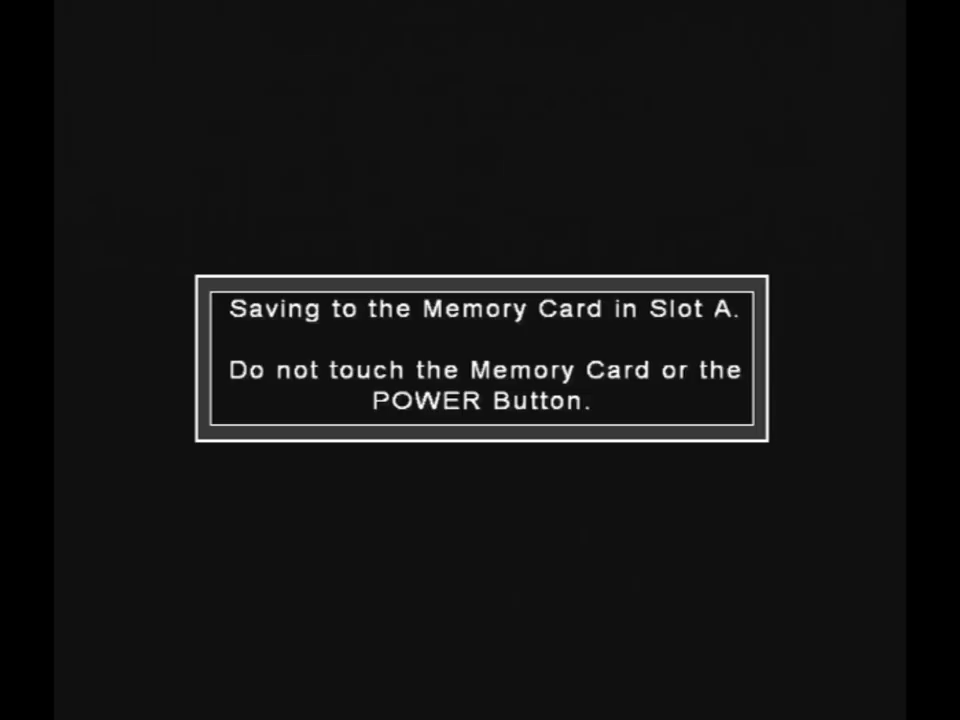 Saving to the Memory Card in Slot A.
Do not touch the Memory Card or the
POWER Button.